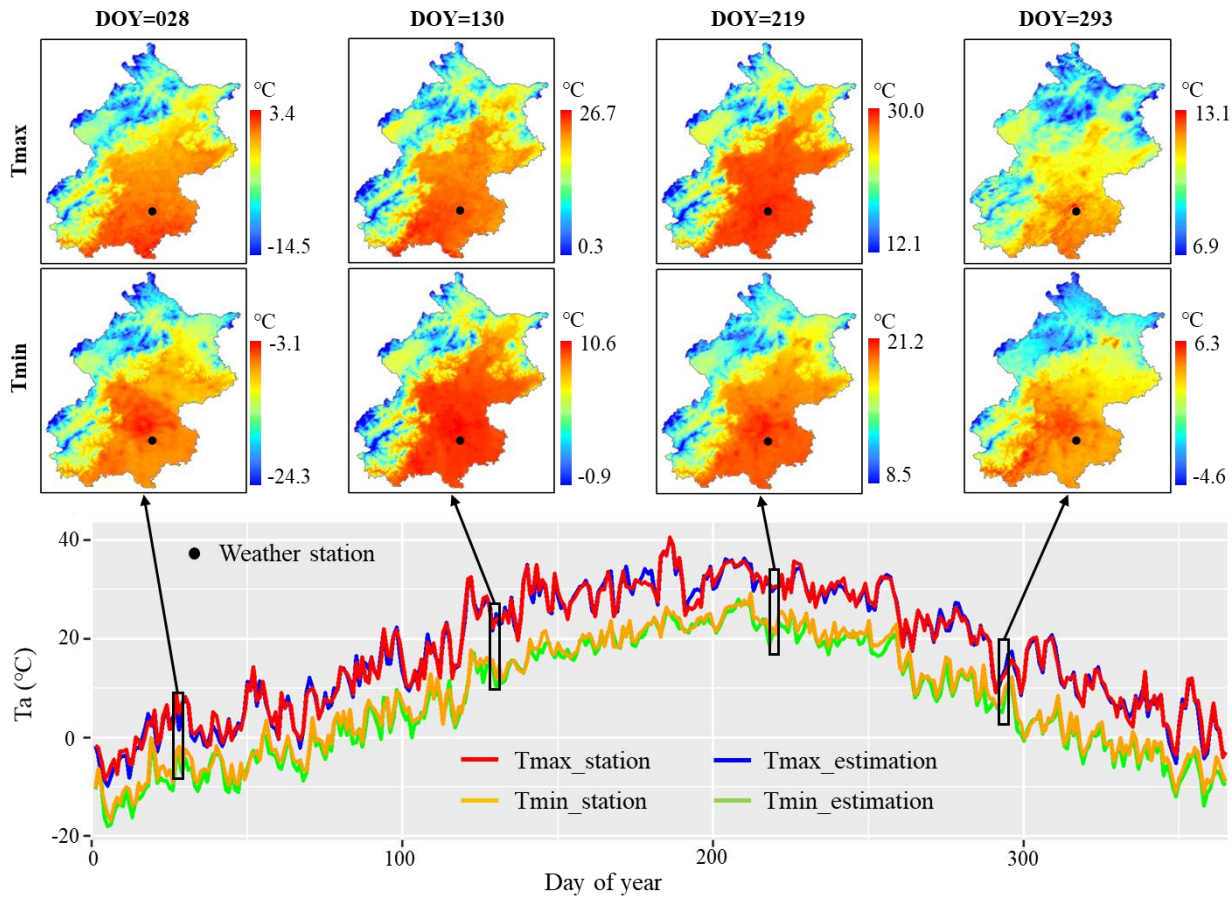 DOY=028 DOY=130 DOY=219 DOY=293
Tmax
°C °C °C °C
3.4 26.7 30.0 13.1
-14.5 0.3 12.1 6.9
Tmin
°C °C °C °C
-3.1 10.6 21.2 6.3
-24.3 -0.9 8.5 -4.6
Ta (°C)
40
20
0
-20
Weather station
Tmax_station Tmax_estimation
Tmin_station Tmin_estimation
0 100 200 300
Day of year